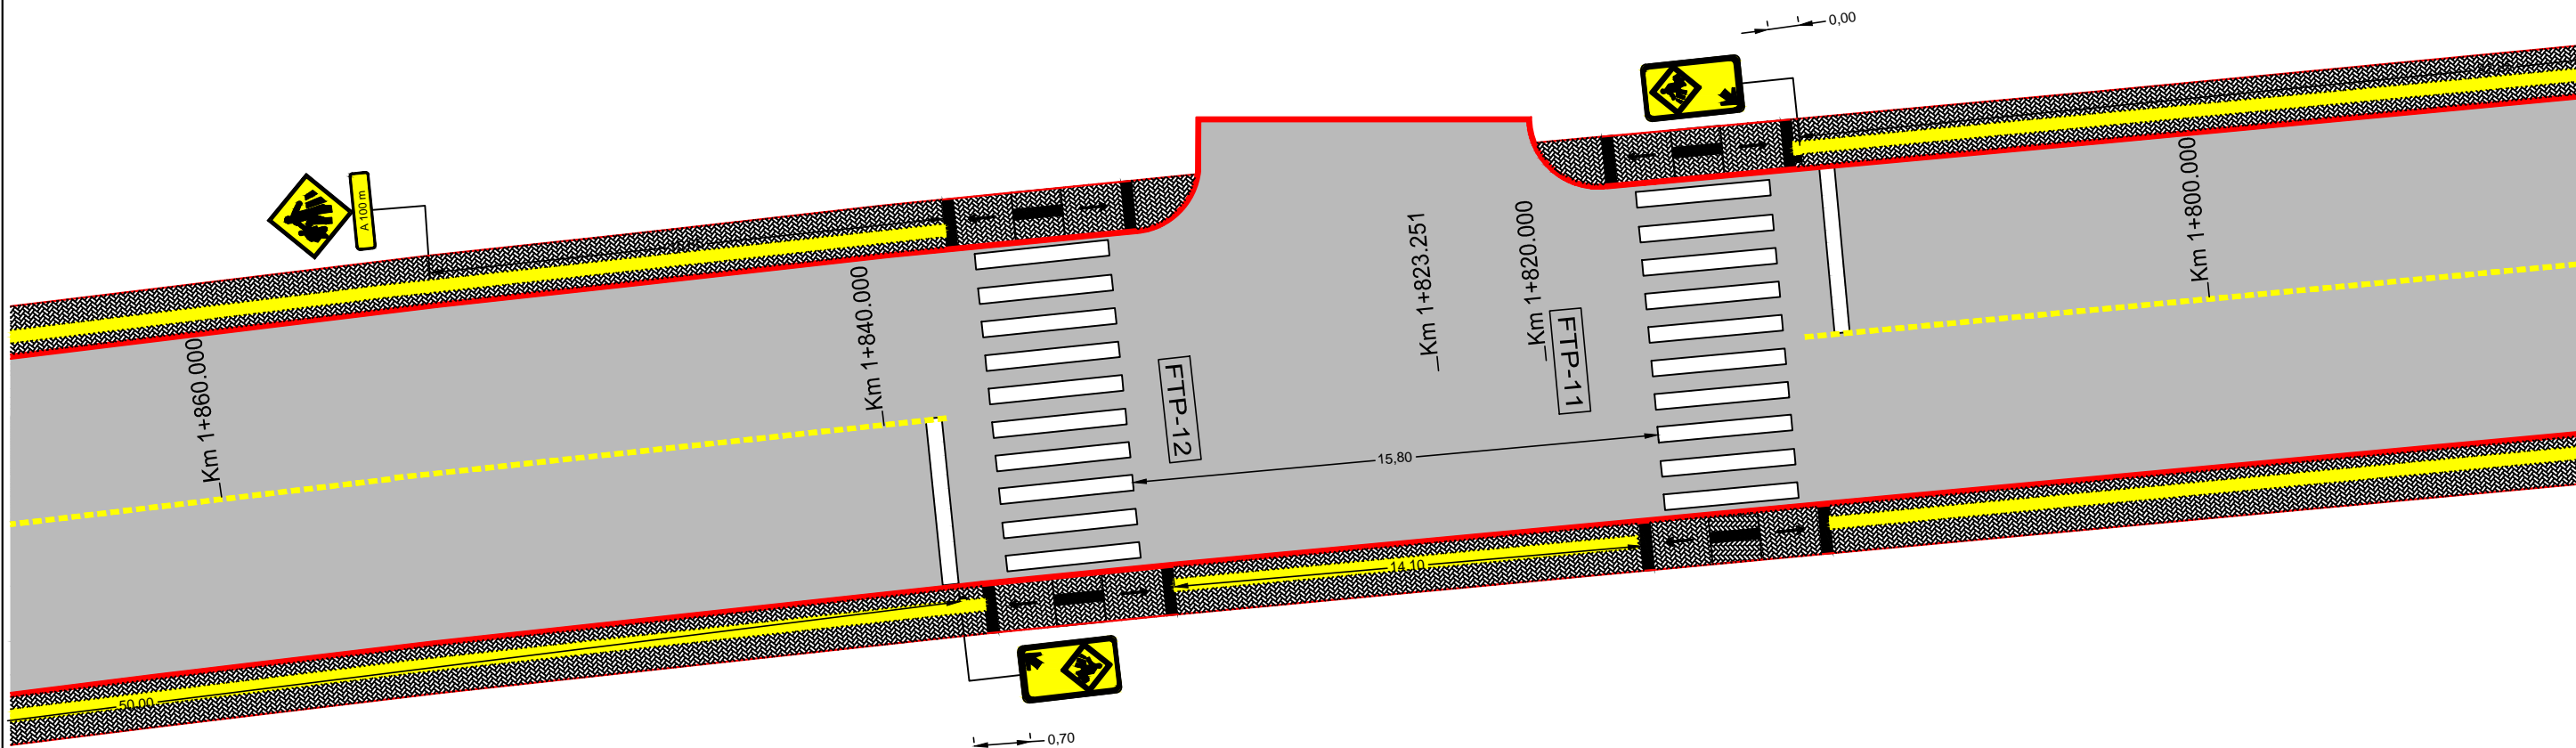 0,00
A 100 m
Km 1+860.000
Km 1+840.000
FTP-12
Km 1+823.251
Km 1+820.000
FTP-11
Km 1+800.000
15,80
14,10
50,00
0,70